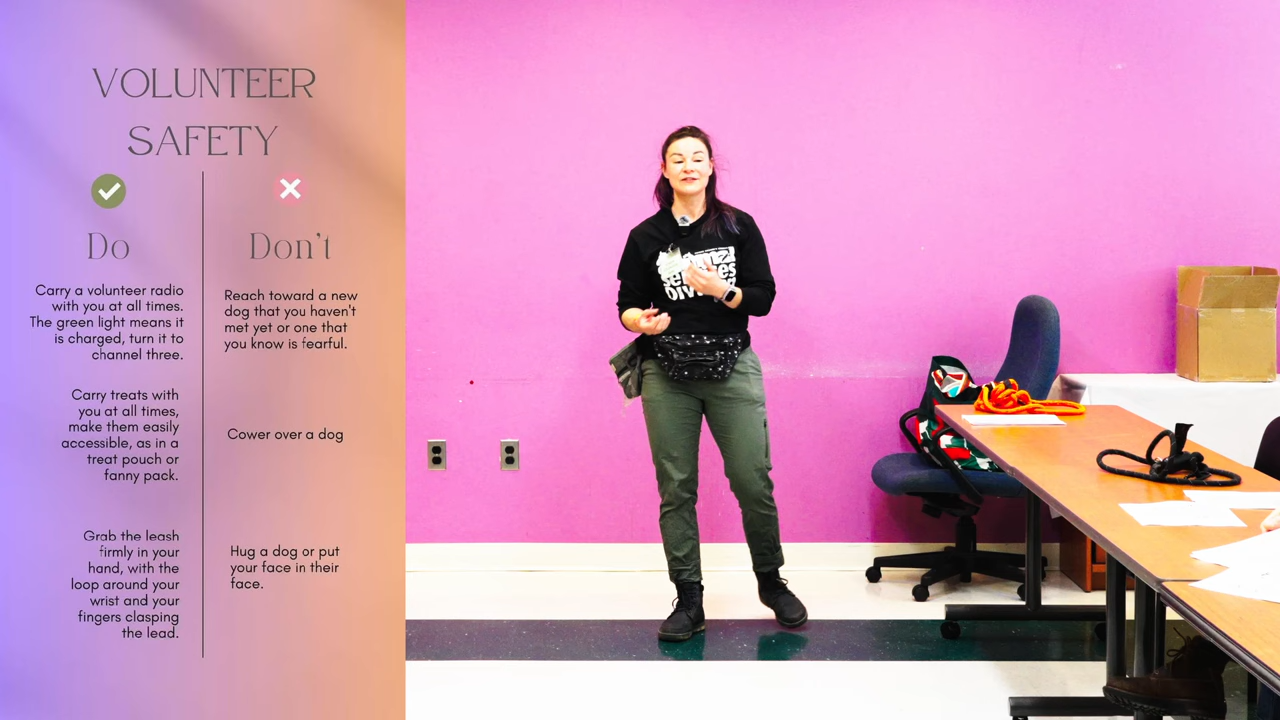 VOLUNTEER
SAFETY
Do
Carry a volunteer radio
with you at all times.
The green light means it
is charged, turn it to
channel three.
Carry treats with
you at all times,
make them easily
accessible, as in a
treat pouch or
fanny pack.
Grab the leash
firmly in your
hand, with the
loop around your
wrist and your
fingers clasping
the lead.
Don't
Reach toward a new
dog that you haven't
met yet or one that
you know is fearful.
Cower over a dog
Hug a dog or put
your face in their
face.